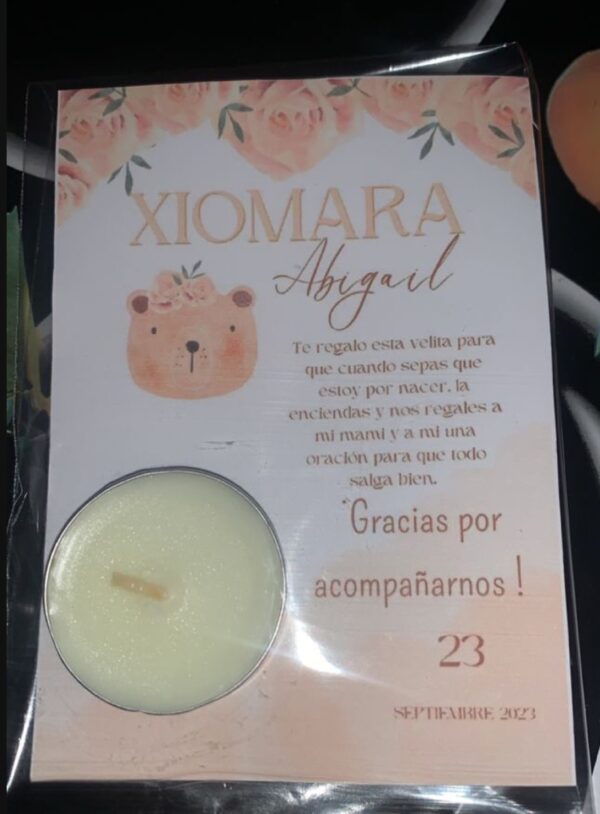 XIOMARA
Abigail
Te regalo esta velita para
que cuando sepas que
estoy por nacer, la
enciendas y nos regales a
mi mami y a mi una
oración para que todo
salga bien.
Gracias por
acompañarnos !
23
SEPTIEMBRE 2023